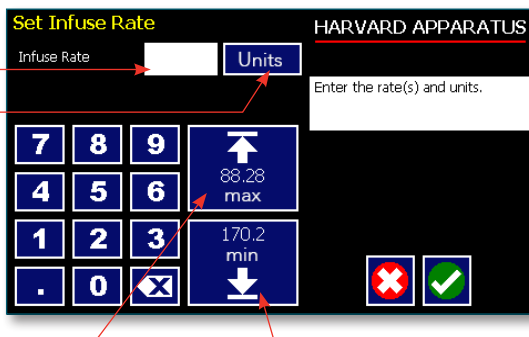 Set Infuse Rate
HARVARD APPARATUS
Infuse Rate
Units
Enter the rate(s) and units.
7 8 9
88.28
max
4 5 6
1 2 3
170.2
min
. 0